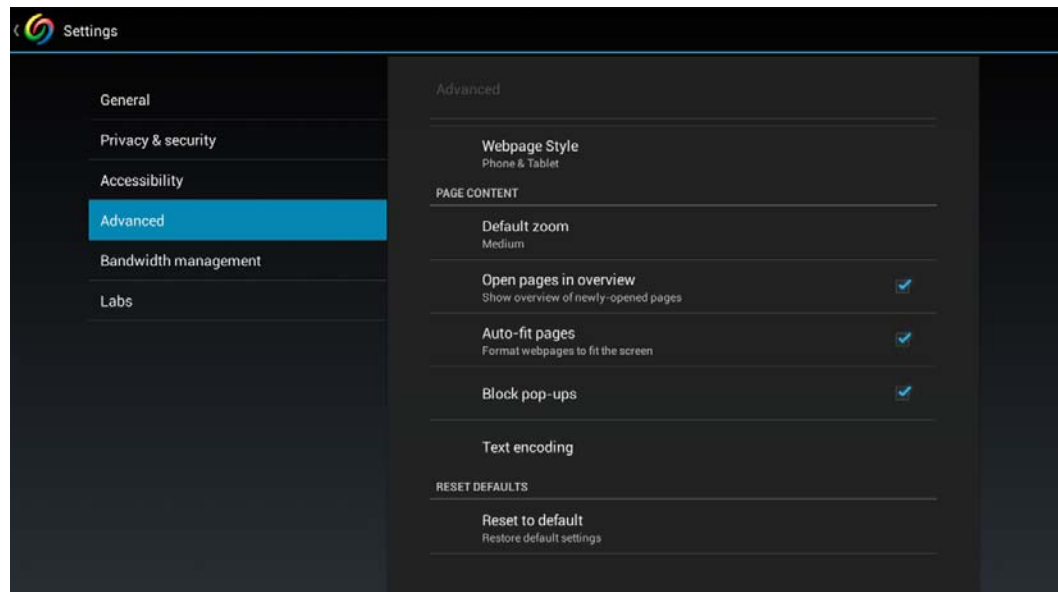 Settings
General
Privacy & security
Accessibility
Advanced
Bandwidth management
Labs
Advanced
Webpage Style
Phone & Tablet
PAGE CONTENT
Default zoom
Medium
Open pages in overview
Show overview of newly-opened pages
Auto-fit pages
Format webpages to fit the screen
Block pop-ups
Text encoding
RESET DEFAULTS
Reset to default
Restore default settings